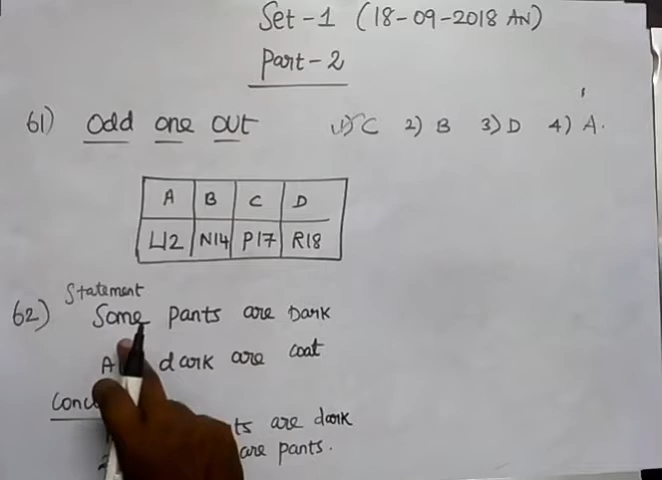 Set-1 (18-09-2018 AN)
Part-2
61) Odd one out 1) C 2) B 3) D 4) A.
A B C D
L12 N14 P17 R18
Statement
62) Some pants are Dark
dark are coat
are dark
are pants.